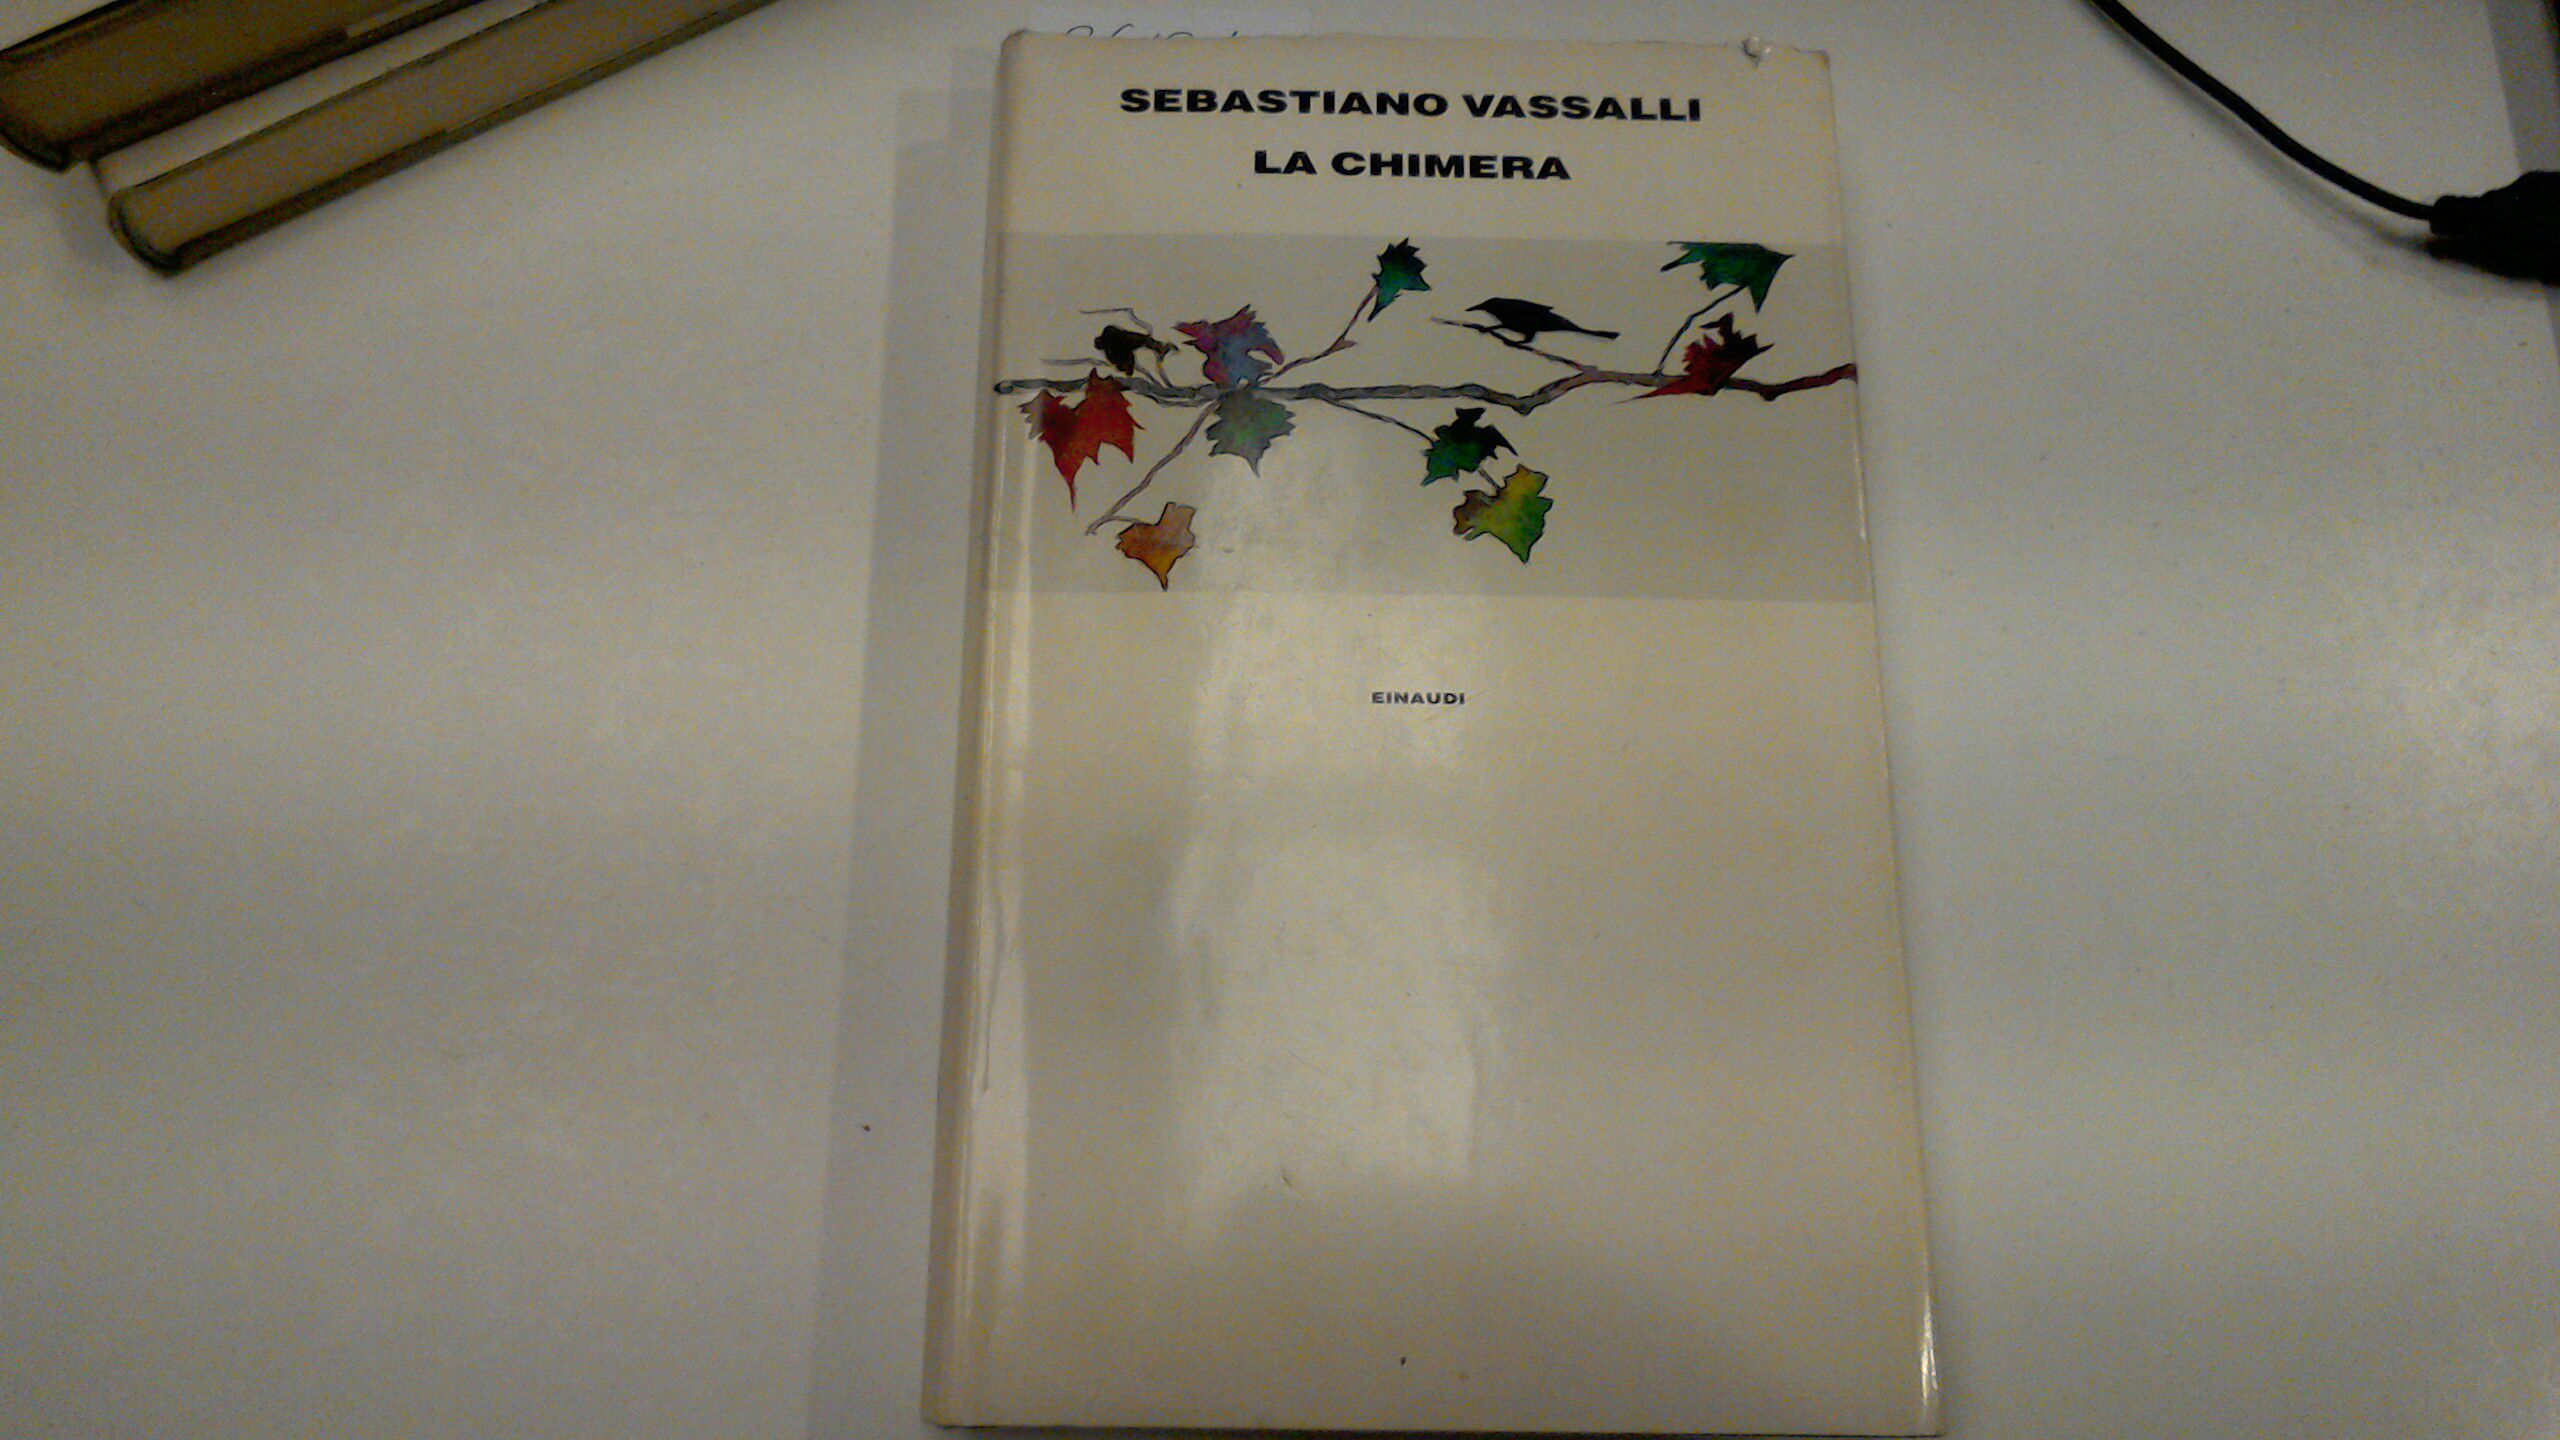 SEBASTIANO VASSALLI
LA CHIMERA
EINAUDI